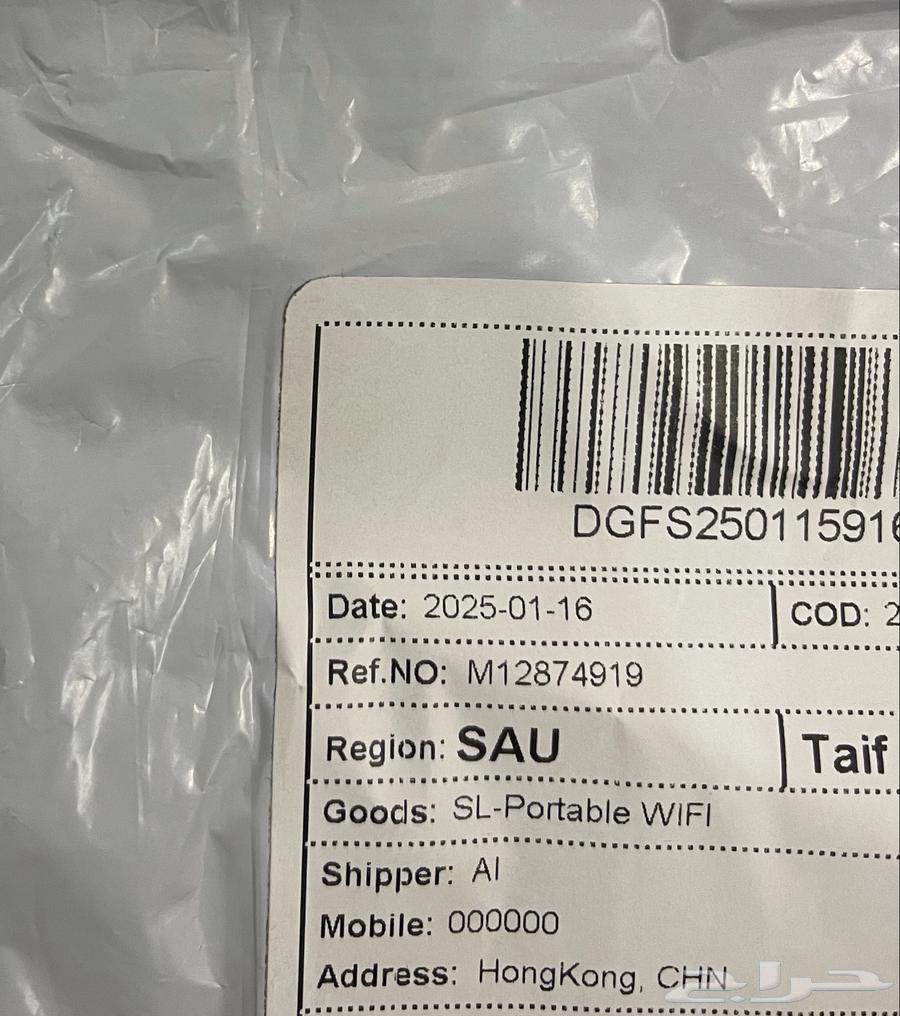 DGFS25011591
Date: 2025-01-16
COD: 2
Ref.NO: M12874919
Region: SAU
Taif
Goods: SL-Portable WIFI
Shipper: AI
Mobile: 000000
Address: HongKong, CHN
حراج